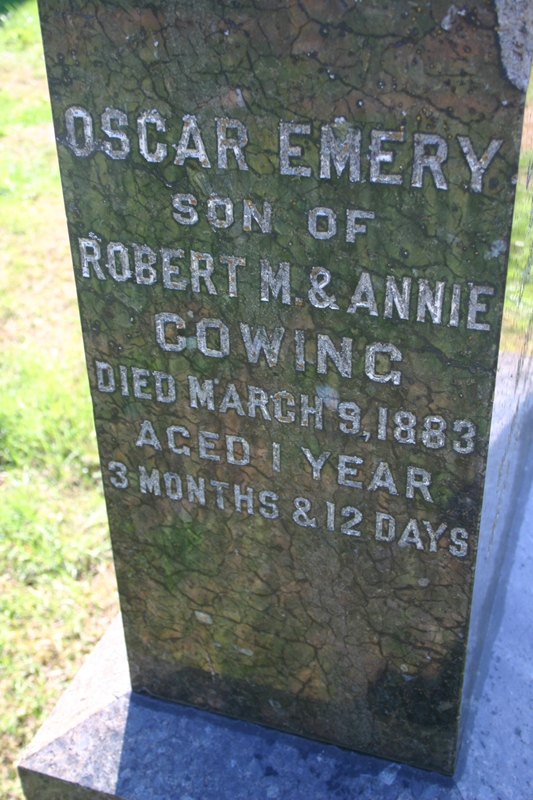 OSCAR EMERY
SON OF
ROBERT M. & ANNIE
COWING
DIED MARCH 9, 1883
AGED 1 YEAR
3 MONTHS & 12 DAYS